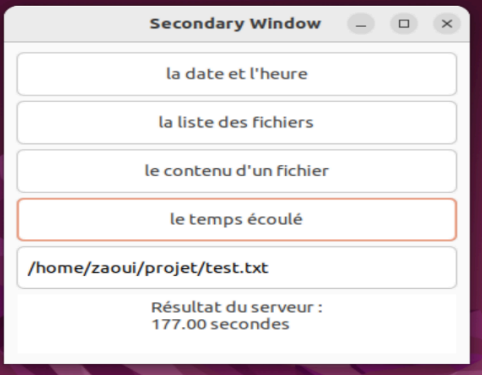 Secondary Window
la date et l'heure
la liste des fichiers
le contenu d'un fichier
le temps écoulé
/home/zaoui/projet/test.txt
Résultat du serveur :
177.00 secondes